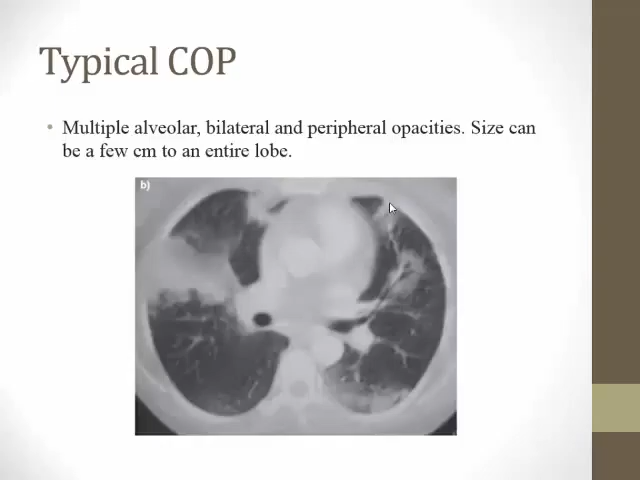 Typical COP
• Multiple alveolar, bilateral and peripheral opacities. Size can
be a few cm to an entire lobe.
b)